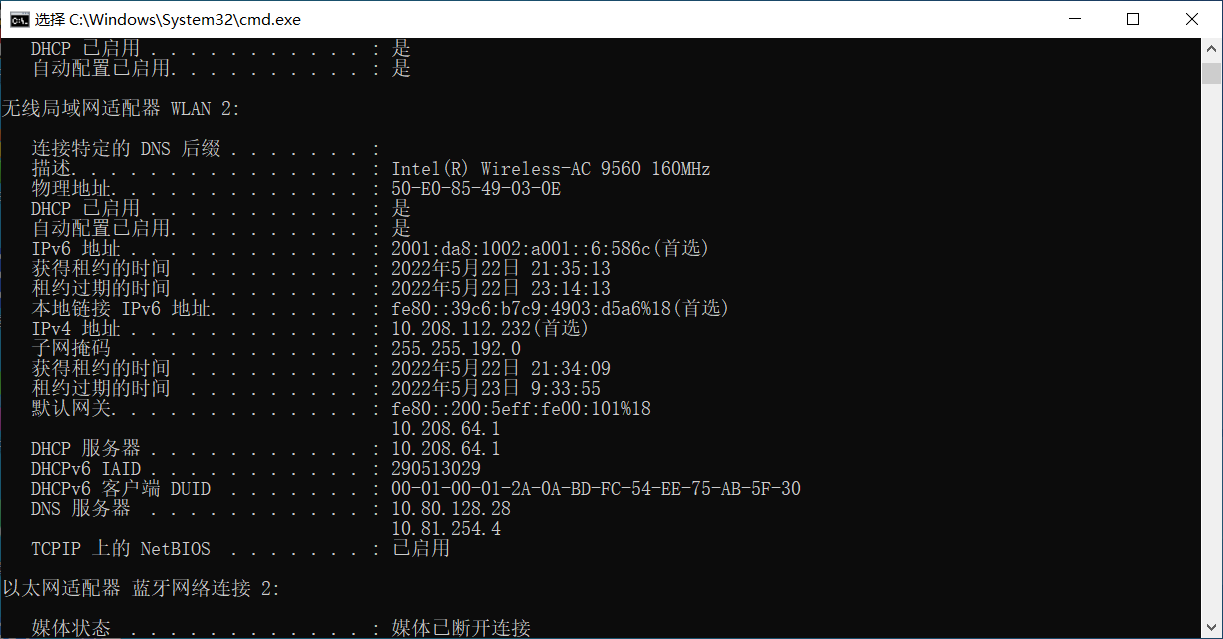 选择 C:\Windows\System32\cmd.exe
DHCP 已启用 . . . . . . . . . . . : 是
自动配置已启用. . . . . . . . . . : 是
无线局域网适配器 WLAN 2:
连接特定的 DNS 后缀 . . . . . . . :
描述. . . . . . . . . . . . . . . : Intel(R) Wireless-AC 9560 160MHz
物理地址. . . . . . . . . . . . . : 50-E0-85-49-03-0E
DHCP 已启用 . . . . . . . . . . . : 是
自动配置已启用. . . . . . . . . . : 是
IPv6 地址 . . . . . . . . . . . . : 2001:da8:1002:a001::6:586c(首选)
获得租约的时间  . . . . . . . . . : 2022年5月22日 21:35:13
租约过期的时间  . . . . . . . . . : 2022年5月22日 23:14:13
本地链接 IPv6 地址. . . . . . . . : fe80::39c6:b7c9:4903:d5a6%18(首选)
IPv4 地址 . . . . . . . . . . . . : 10.208.112.232(首选)
子网掩码  . . . . . . . . . . . . : 255.255.192.0
获得租约的时间  . . . . . . . . . : 2022年5月22日 21:34:09
租约过期的时间  . . . . . . . . . : 2022年5月23日 9:33:55
默认网关. . . . . . . . . . . . . : fe80::200:5eff:fe00:101%18
10.208.64.1
DHCP 服务器 . . . . . . . . . . . : 10.208.64.1
DHCPv6 IAID . . . . . . . . . . . : 290513029
DHCPv6 客户端 DUID  . . . . . . . : 00-01-00-01-2A-0A-BD-FC-54-EE-75-AB-5F-30
DNS 服务器  . . . . . . . . . . . : 10.80.128.28
10.81.254.4
TCPIP 上的 NetBIOS  . . . . . . . : 已启用
以太网适配器 蓝牙网络连接 2:
媒体状态  . . . . . . . . . . . . : 媒体已断开连接